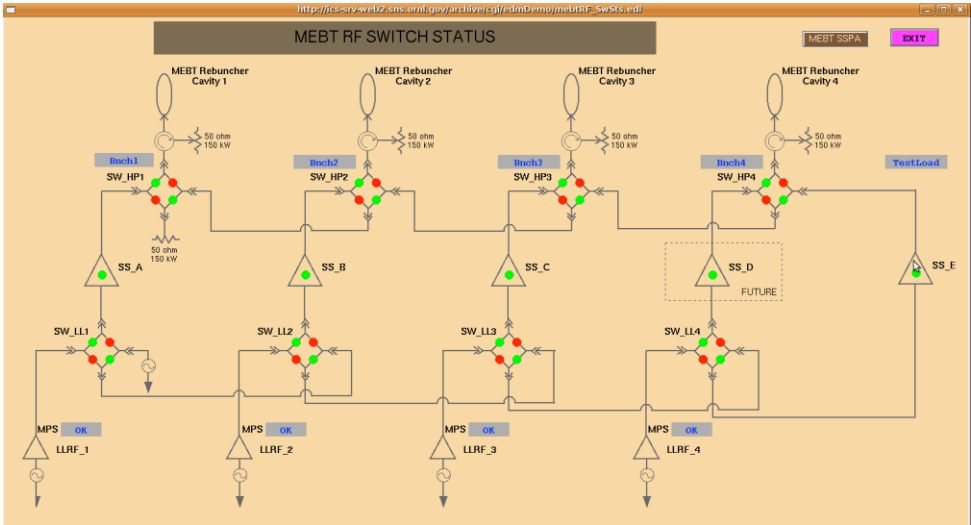 http://ics-srv-web2.sns.ornl.gov/archive/cgi/edmDemo/mebtRF_SwSts.edl
MEBT RF SWITCH STATUS
MEBT SSPA
EXIT
MEBT Rebuncher
Cavity 1
MEBT Rebuncher
Cavity 2
MEBT Rebuncher
Cavity 3
MEBT Rebuncher
Cavity 4
50 ohm
150 kW
50 ohm
150 kW
50 ohm
150 kW
50 ohm
150 kW
Bnch1
Bnch2
Bnch3
Bnch4
TestLoad
SW_HP1
SW_HP2
SW_HP3
SW_HP4
50 ohm
150 kW
SS_A
SS_B
SS_C
SS_D
SS_E
FUTURE
SW_LL1
SW_LL2
SW_LL3
SW_LL4
MPS OK
MPS OK
MPS OK
MPS OK
LLRF_1
LLRF_2
LLRF_3
LLRF_4